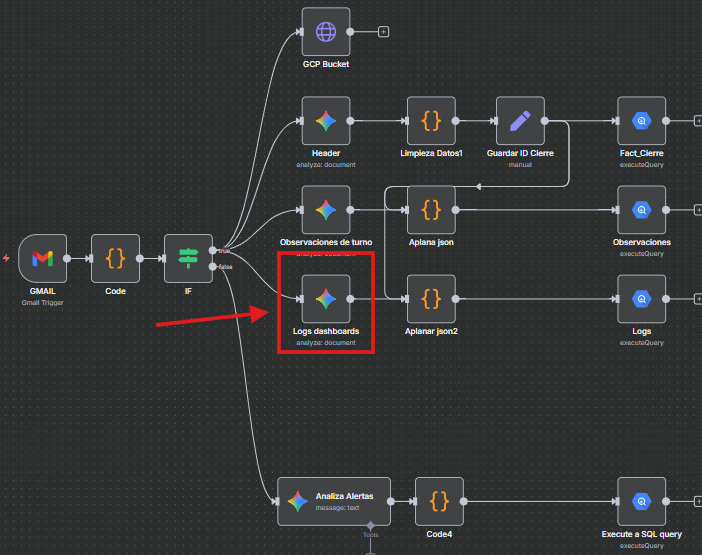 GCP Bucket
Header
analyze: document
Limpieza Datos1
Guardar ID Cierre
manual
Fact_Cierre
executeQuery
Observaciones de turno
analyze: document
Aplana json
Observaciones
executeQuery
GMAIL
Gmail Trigger
Code
IF
true
false
Logs dashboards
analyze: document
Aplanar json2
Logs
executeQuery
Analiza Alertas
message: text
Tools
Code4
Execute a SQL query
executeQuery